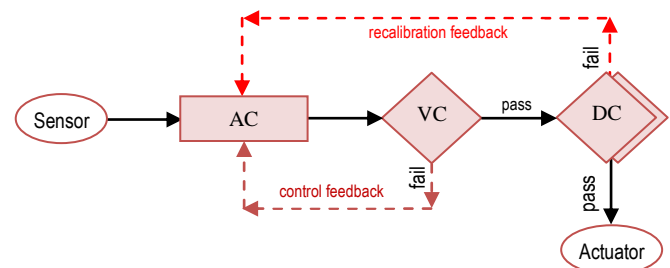 recalibration feedback
fail
Sensor
AC
VC
pass
DC
fail
control feedback
pass
Actuator